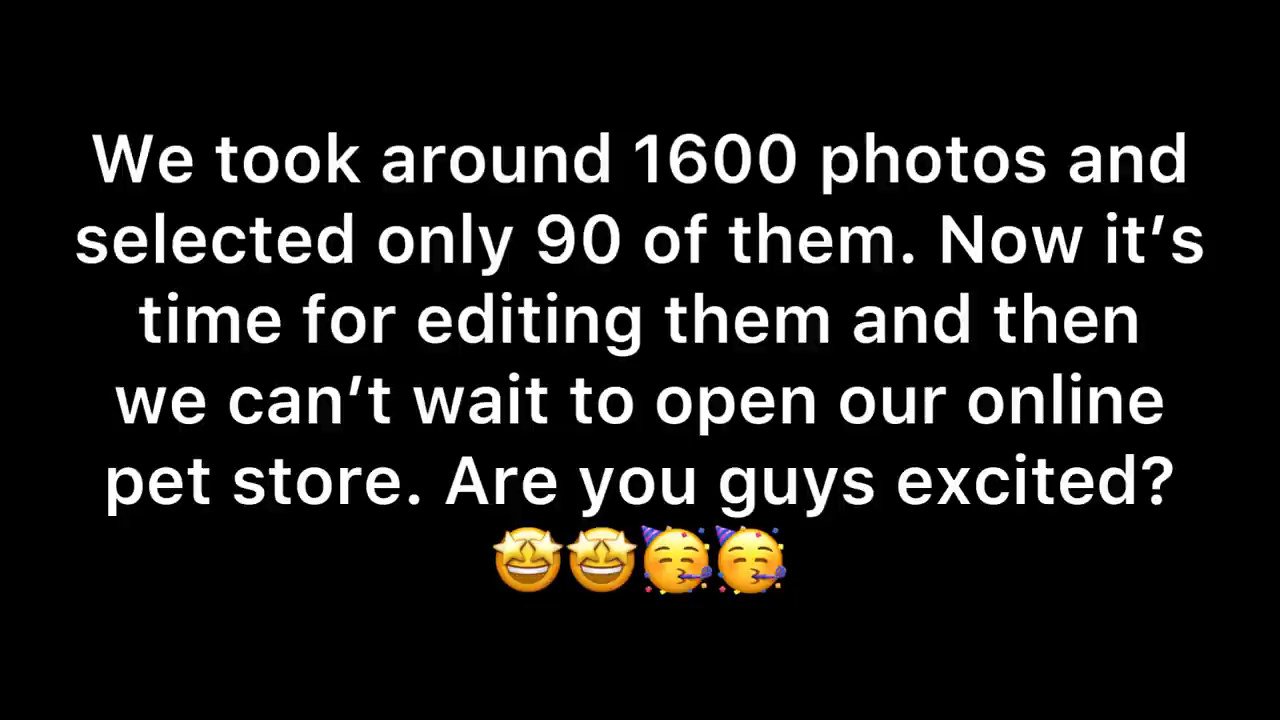 We took around 1600 photos and
selected only 90 of them. Now it’s
time for editing them and then
we can’t wait to open our online
pet store. Are you guys excited?
🤩🤩🥳🥳